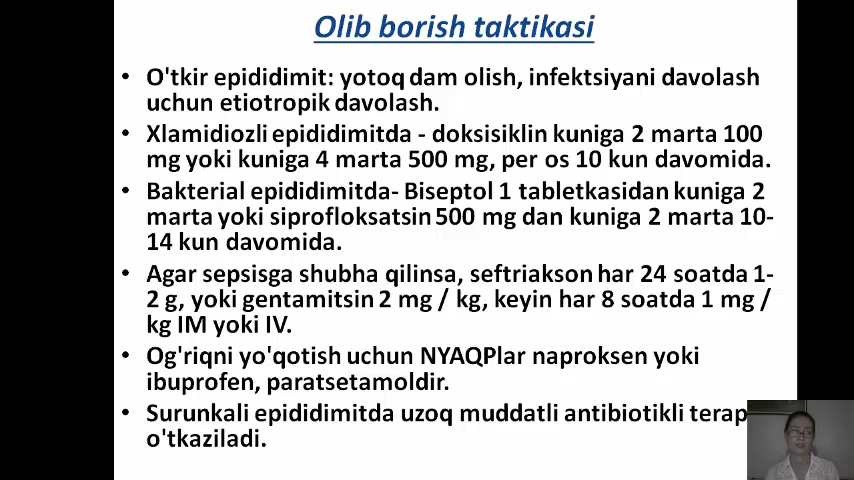 Olib borish taktikasi
• O'tkir epididimit: yotoq dam olish, infektsiyani davolash
uchun etiotropik davolash.
• Xlamidiozli epididimitda - doksisiklin kuniga 2 marta 100
mg yoki kuniga 4 marta 500 mg, per os 10 kun davomida.
• Bakterial epididimitda- Biseptol 1 tabletkasidan kuniga 2
marta yoki siprofloksatsin 500 mg dan kuniga 2 marta 10-
14 kun davomida.
• Agar sepsisga shubha qilinsa, seftriakson har 24 soatda 1-
2 g, yoki gentamitsin 2 mg / kg, keyin har 8 soatda 1 mg /
kg IM yoki IV.
• Og'riqni yo'qotish uchun NYAQPlar naproksen yoki
ibuprofen, paratsetamoldir.
• Surunkali epididimitda uzoq muddatli antibiotikli terap
o'tkaziladi.